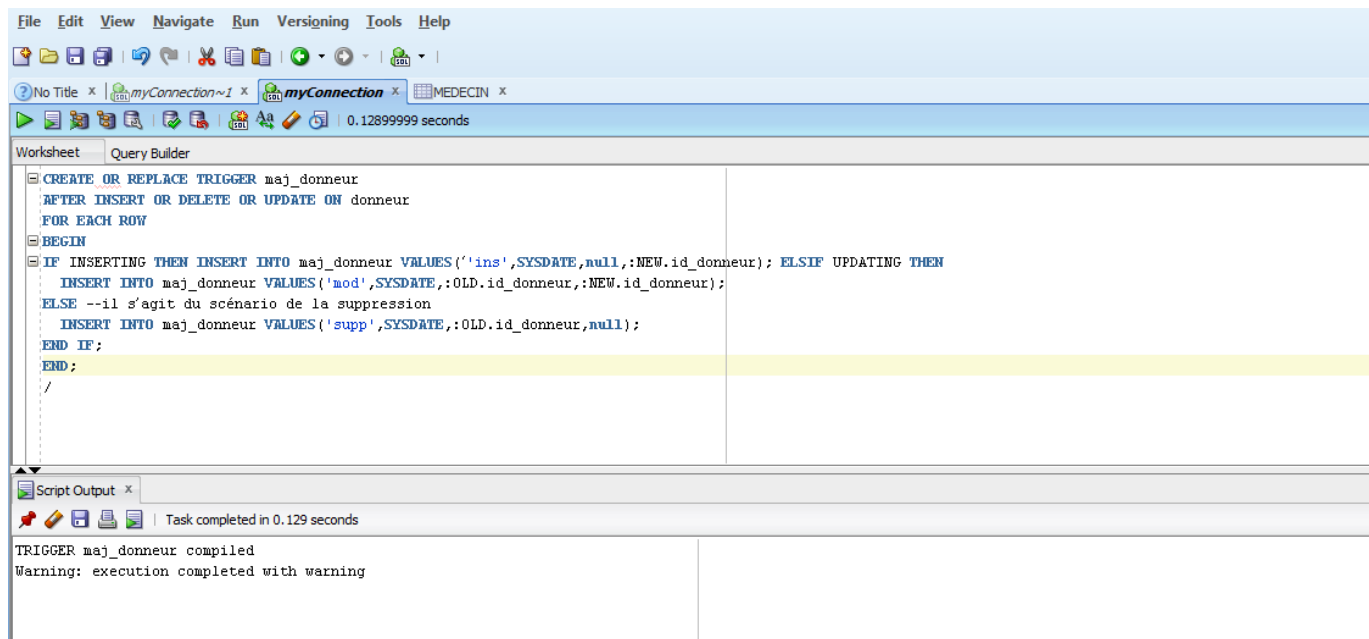 File Edit View Navigate Run Versioning Tools Help
No Title x myConnection~1 x myConnection x MEDECIN x
0.12899999 seconds
Worksheet Query Builder
CREATE OR REPLACE TRIGGER maj_donneur
AFTER INSERT OR DELETE OR UPDATE ON donneur
FOR EACH ROW
BEGIN
IF INSERTING THEN INSERT INTO maj_donneur VALUES(‘'ins',SYSDATE,null,:NEW.id_donneur); ELSIF UPDATING THEN
INSERT INTO maj_donneur VALUES('mod',SYSDATE,:OLD.id_donneur,:NEW.id_donneur);
ELSE --il s’agit du scénario de la suppression
INSERT INTO maj_donneur VALUES('supp',SYSDATE,:OLD.id_donneur,null);
END IF;
END;
/
Script Output x
Task completed in 0.129 seconds
TRIGGER maj_donneur compiled
Warning: execution completed with warning